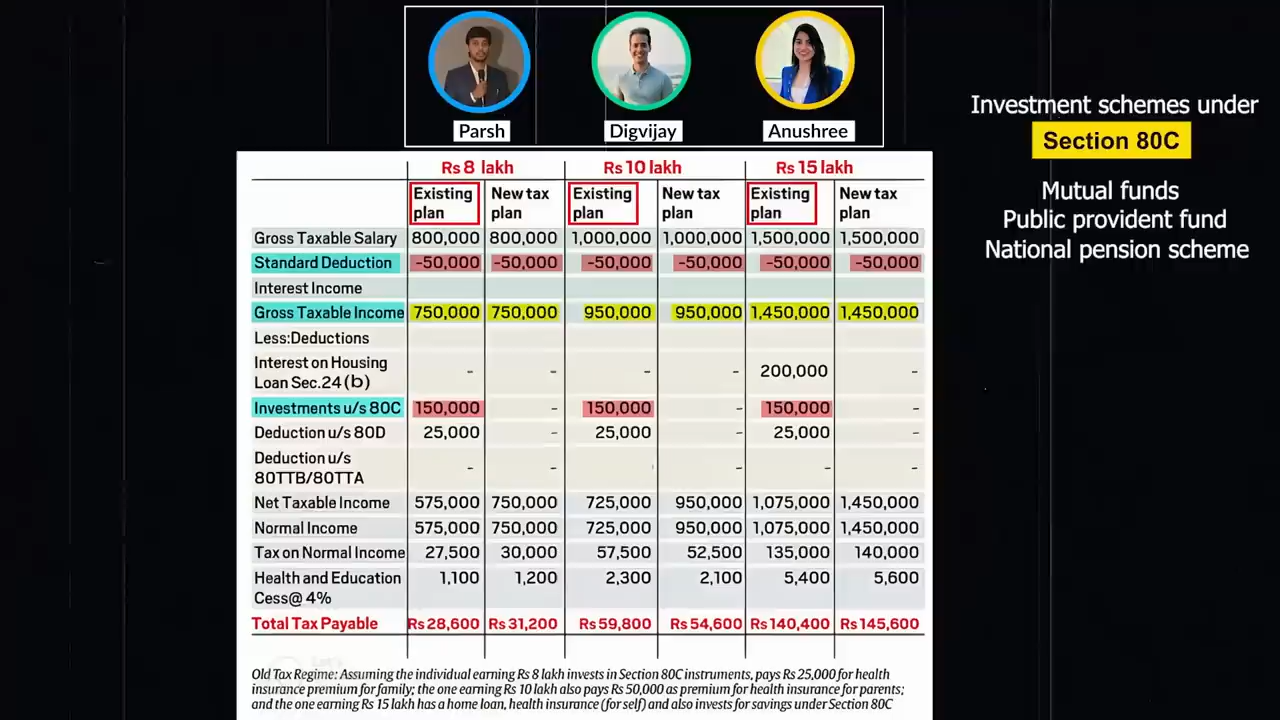 Parsh
Digvijay
Anushree
Investment schemes under
Section 80C
Mutual funds
Public provident fund
National pension scheme
Rs 8 lakh Rs 10 lakh Rs 15 lakh
Existing plan New tax plan Existing plan New tax plan Existing plan New tax plan
Gross Taxable Salary 800,000 800,000 1,000,000 1,000,000 1,500,000 1,500,000
Standard Deduction -50,000 -50,000 -50,000 -50,000 -50,000 -50,000
Interest Income
Gross Taxable Income 750,000 750,000 950,000 950,000 1,450,000 1,450,000
Less:Deductions
Interest on Housing
Loan Sec.24 (b) - - - - 200,000 -
Investments u/s 80C 150,000 - 150,000 - 150,000 -
Deduction u/s 80D 25,000 - 25,000 - 25,000 -
Deduction u/s
80TTB/80TTA - - - - - -
Net Taxable Income 575,000 750,000 725,000 950,000 1,075,000 1,450,000
Normal Income 575,000 750,000 725,000 950,000 1,075,000 1,450,000
Tax on Normal Income 27,500 30,000 57,500 52,500 135,000 140,000
Health and Education 1,100 1,200 2,300 2,100 5,400 5,600
Cess@ 4%
Total Tax Payable Rs 28,600 Rs 31,200 Rs 59,800 Rs 54,600 Rs 140,400 Rs 145,600
Old Tax Regime: Assuming the individual earning Rs 8 lakh invests in Section 80C instruments, pays Rs 25,000 for health
insurance premium for family; the one earning Rs 10 lakh also pays Rs 50,000 as premium for health insurance for parents;
and the one earning Rs 15 lakh has a home loan, health insurance (for self) and also invests for savings under Section 80C